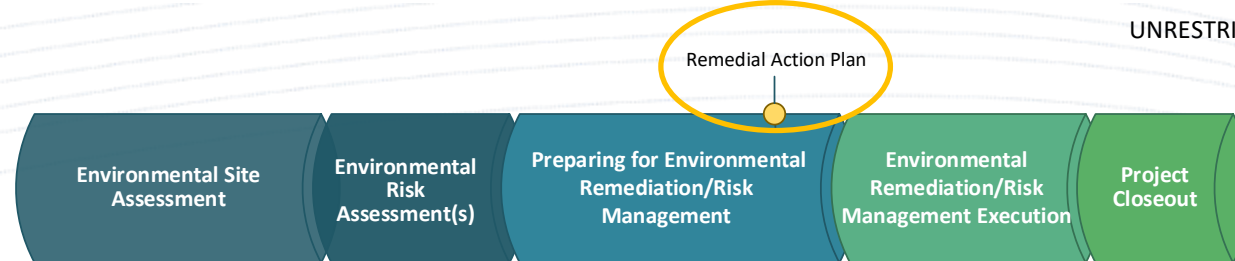 UNRESTRI
Remedial Action Plan
Environmental Site
Assessment
Environmental
Risk
Assessment(s)
Preparing for Environmental
Remediation/Risk
Management
Environmental
Remediation/Risk
Management Execution
Project
Closeout